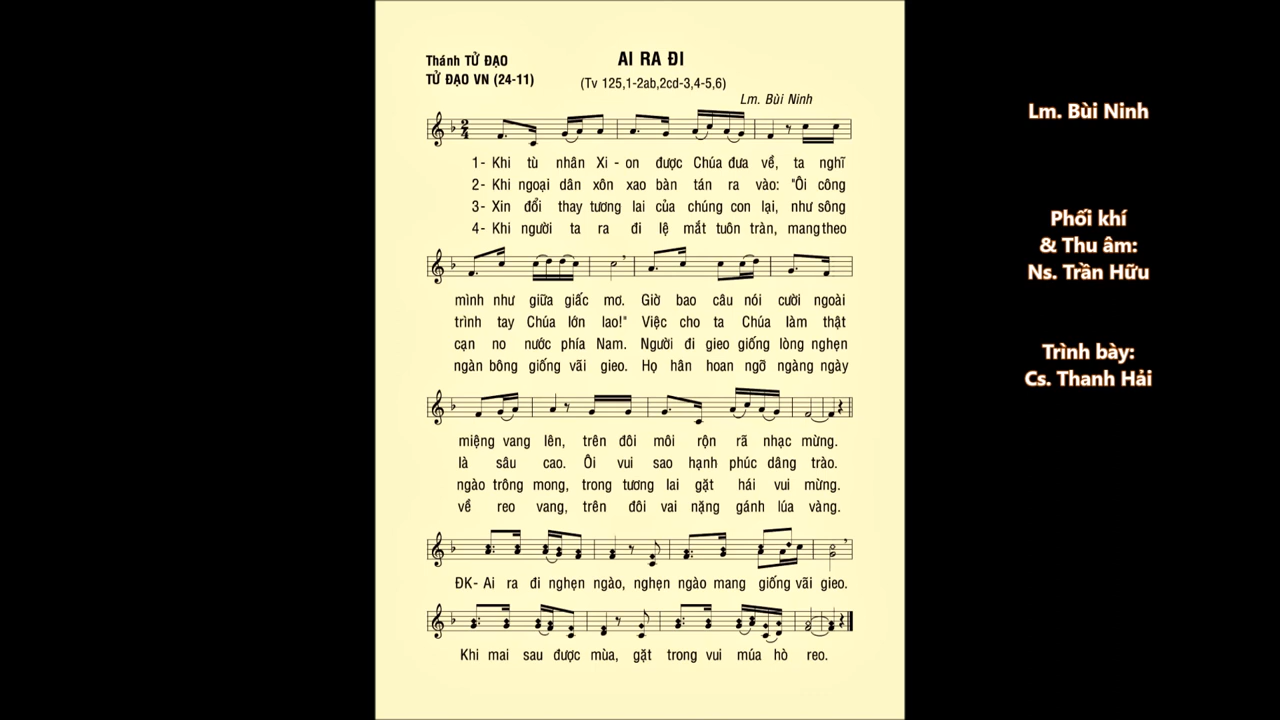 Thánh TỬ ĐẠO
TỬ ĐẠO VN (24-11)
AI RA ĐI
(Tv 125,1-2ab,2cd-3,4-5,6)
Lm. Bùi Ninh
1- Khi tù nhân Xi - on được Chúa đưa về, ta nghĩ
2- Khi ngoại dân xôn xao bàn tán ra vào: "Ôi công
3- Xin đổi thay tương lai của chúng con lại, như sông
4- Khi người ta ra đi lệ mắt tuôn tràn, mang theo
mình như giữa giấc mơ. Giờ bao câu nói cười ngoài
trình tay Chúa lớn lao!" Việc cho ta Chúa làm thật
cạn no nước phía Nam. Người đi gieo giống lòng nghẹn
ngàn bông giống vãi gieo. Họ hân hoan ngỡ ngàng ngày
miệng vang lên, trên đôi môi rộn rã nhạc mừng.
là sâu cao. Ôi vui sao hạnh phúc dâng trào.
ngào trông mong, trong tương lai gặt hái vui mừng.
về reo vang, trên đôi vai nặng gánh lúa vàng.
ĐK- Ai ra đi nghẹn ngào, nghẹn ngào mang giống vãi gieo.
Khi mai sau được mùa, gặt trong vui múa hò reo.
Lm. Bùi Ninh
Phối khí
& Thu âm:
Ns. Trần Hữu
Trình bày:
Cs. Thanh Hải